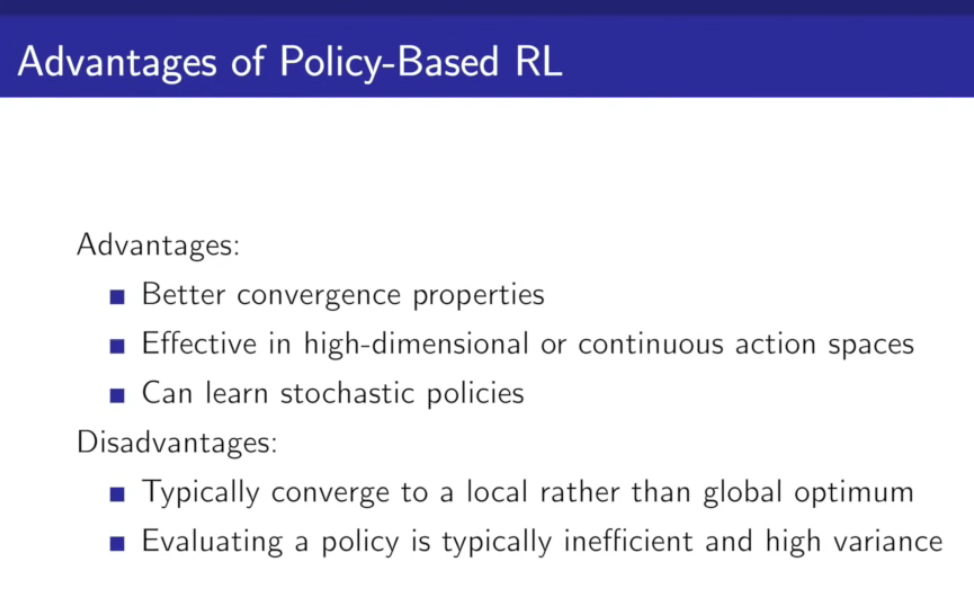 Advantages of Policy-Based RL
Advantages:
Better convergence properties
Effective in high-dimensional or continuous action spaces
Can learn stochastic policies
Disadvantages:
Typically converge to a local rather than global optimum
Evaluating a policy is typically inefficient and high variance